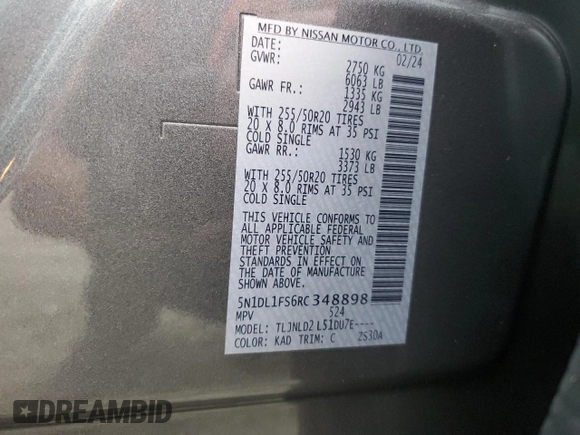 MFD BY NISSAN MOTOR CO., LTD.
DATE: 02/24
GVWR: 2750 KG
6063 LB
GAWR FR.: 1335 KG
2943 LB
WITH 255/50R20 TIRES
20 X 8.0 RIMS AT 35 PSI
COLD SINGLE
GAWR RR.: 1530 KG
3373 LB
WITH 255/50R20 TIRES
20 X 8.0 RIMS AT 35 PSI
COLD SINGLE
THIS VEHICLE CONFORMS TO
ALL APPLICABLE FEDERAL
MOTOR VEHICLE SAFETY AND
THEFT PREVENTION
STANDARDS IN EFFECT ON
THE DATE OF MANUFACTURE
SHOWN ABOVE.
5N1DL1FS6RC348898
MPV 524
MODEL: TLJNLD2 L51DU7E----
COLOR: KAD TRIM: C ZS30A
DREAMBID